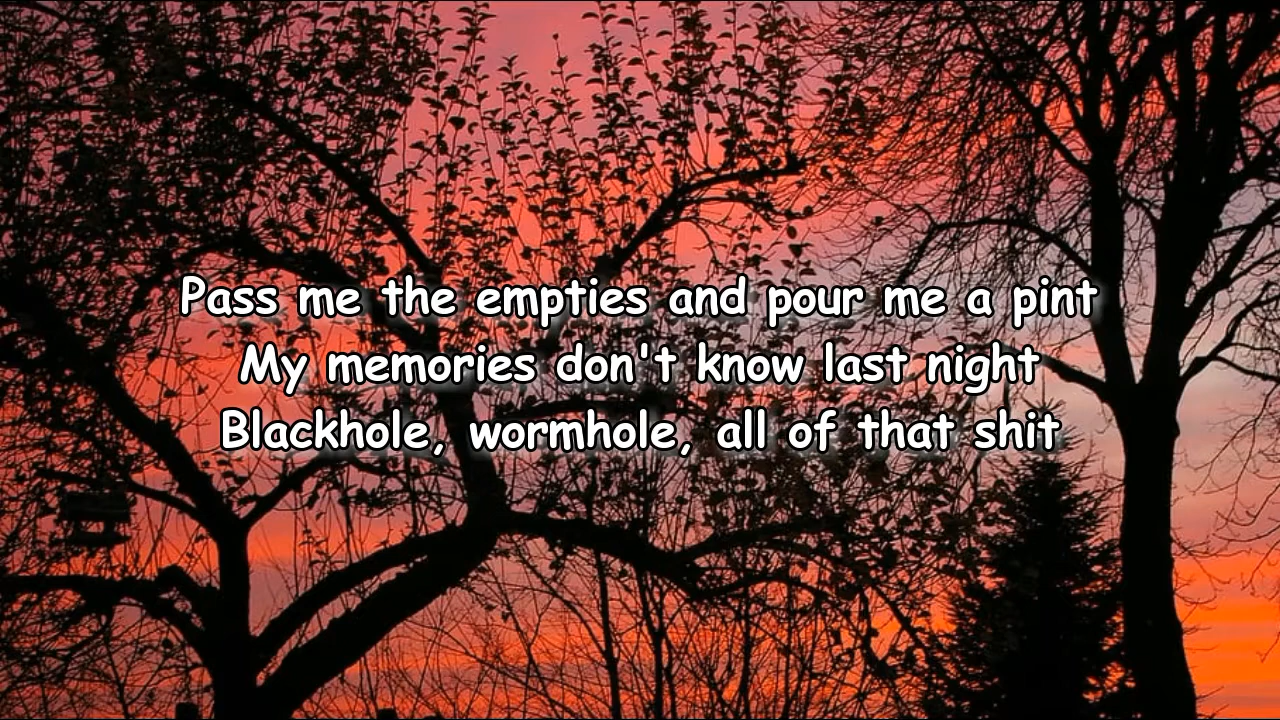 Pass me the empties and pour me a pint
My memories don't know last night
Blackhole, wormhole, all of that shit